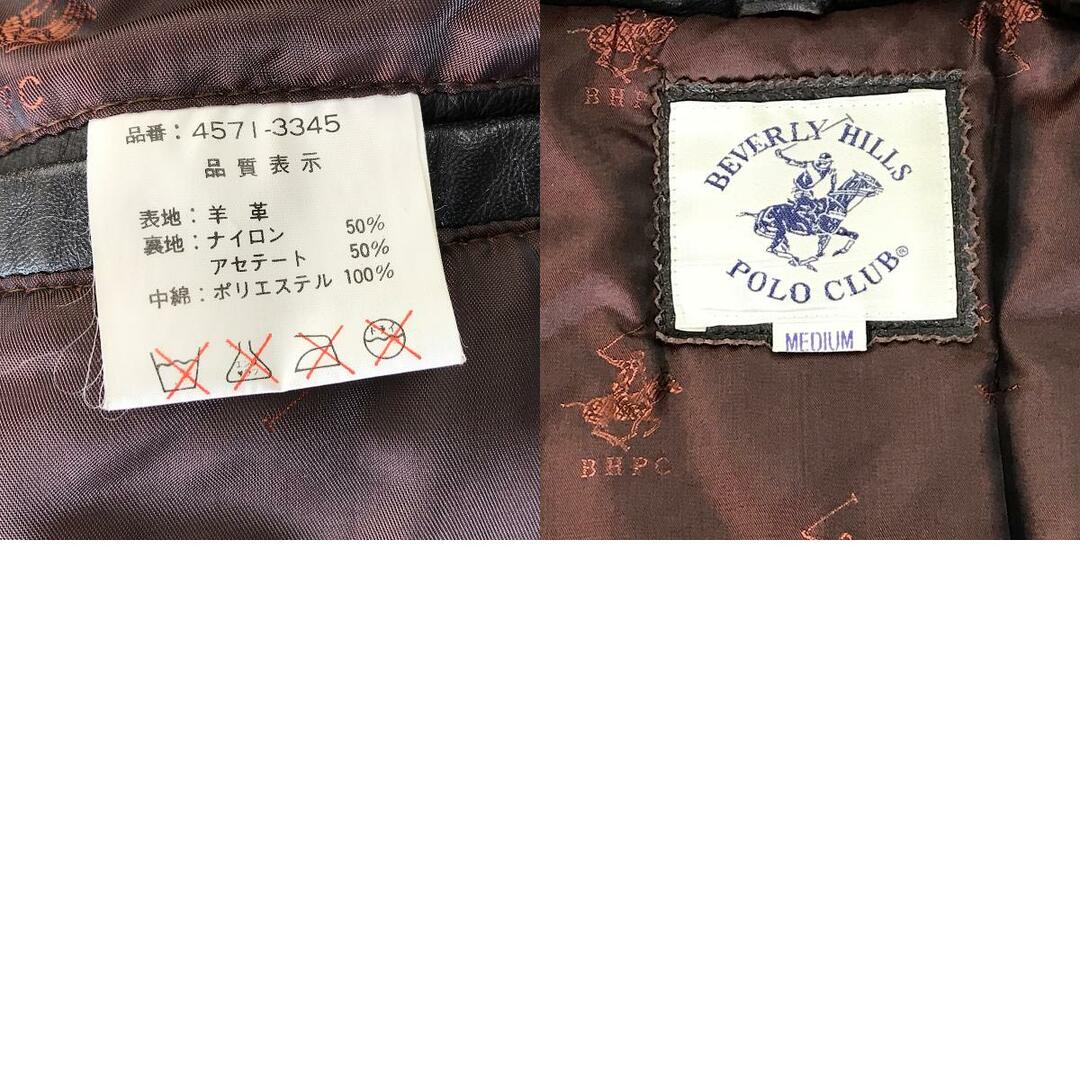 品番：4571-3345
品質表示
表地：羊 革
裏地：ナイロン 50%
アセテート 50%
中綿：ポリエステル 100%
BEVERLY HILLS
POLO CLUB®
MEDIUM
BHPC
BHPC